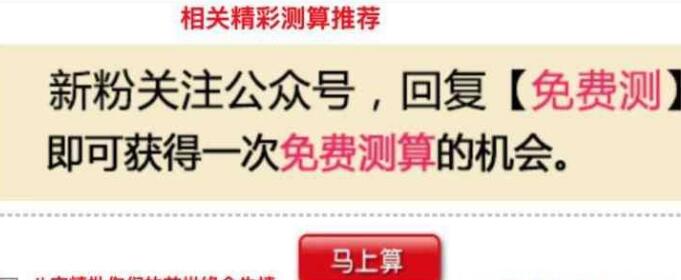 相关精彩测算推荐
新粉关注公众号，回复【免费测】
即可获得一次免费测算的机会。
马上算